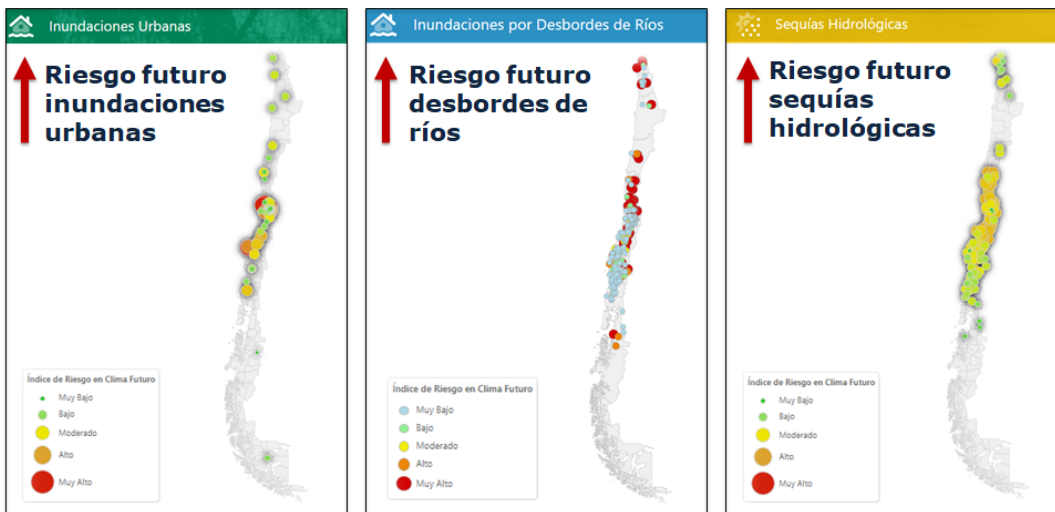 Inundaciones Urbanas
Riesgo futuro
inundaciones
urbanas
Índice de Riesgo en Clima Futuro
Muy Bajo
Bajo
Moderado
Alto
Muy Alto
Inundaciones por Desbordes de Ríos
Riesgo futuro
desbordes de
ríos
Índice de Riesgo en Clima Futuro
Muy Bajo
Bajo
Moderado
Alto
Muy Alto
Sequías Hidrológicas
Riesgo futuro
sequías
hidrológicas
Índice de Riesgo en Clima Futuro
Muy Bajo
Bajo
Moderado
Alto
Muy Alto